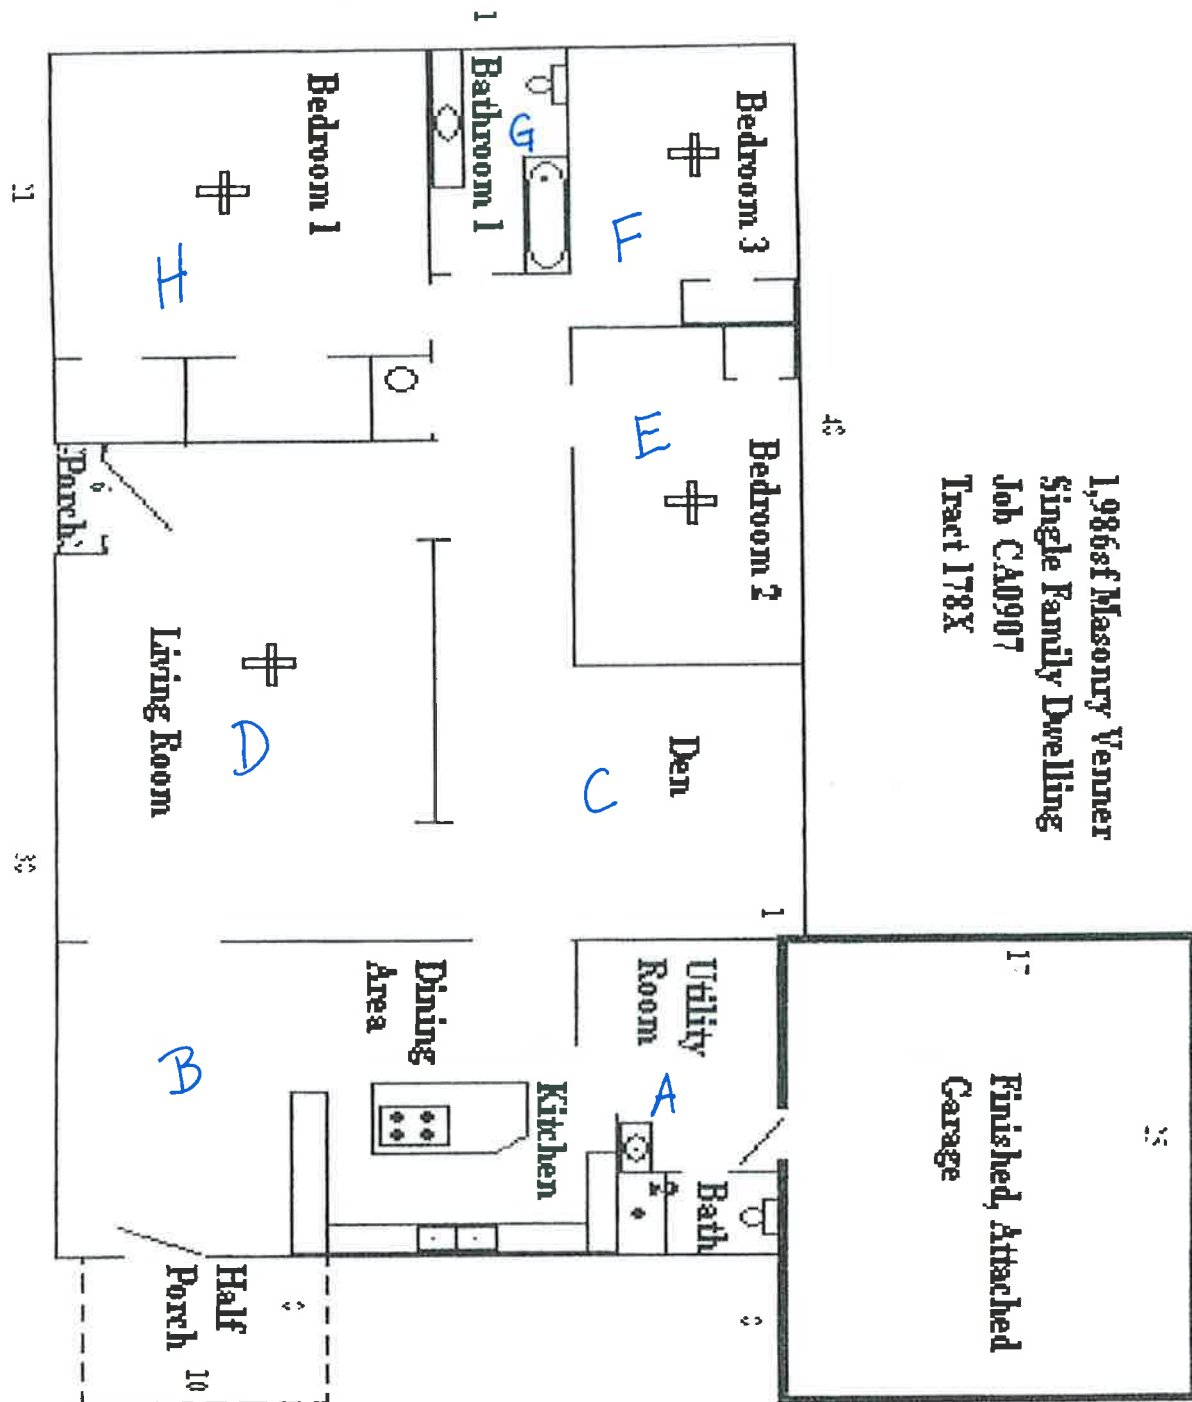 1,986sf Masonry Venner
Single Family Dwelling
Job CA0907
Tract 178X
Bedroom 3
F
Bathroom 1
G
Bedroom 1
H
Bedroom 2
E
Porch
Living Room
D
Den
C
Utility
Room
A
Dining
Area
B
Kitchen
Bath
Finished, Attached
Garage
Half
Porch
10
1
1
17